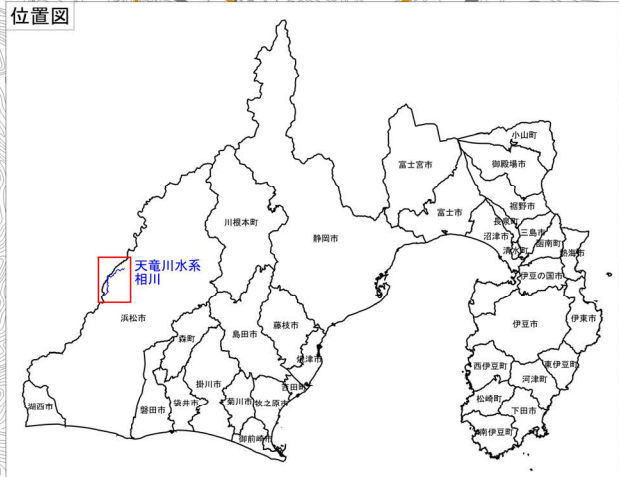 位置図
小山町
御殿場市
富士宮市
裾野市
富士市
長泉町
沼津市
三島市
清水町
函南町
熱海市
川根本町
静岡市
伊豆の国市
天竜川水系
相川
浜松市
伊豆市
伊東市
藤枝市
島田市
森町
焼津市
西伊豆町
東伊豆町
掛川市
吉田町
河津町
湖西市
磐田市
袋井市
菊川市
牧之原市
松崎町
下田市
御前崎市
南伊豆町